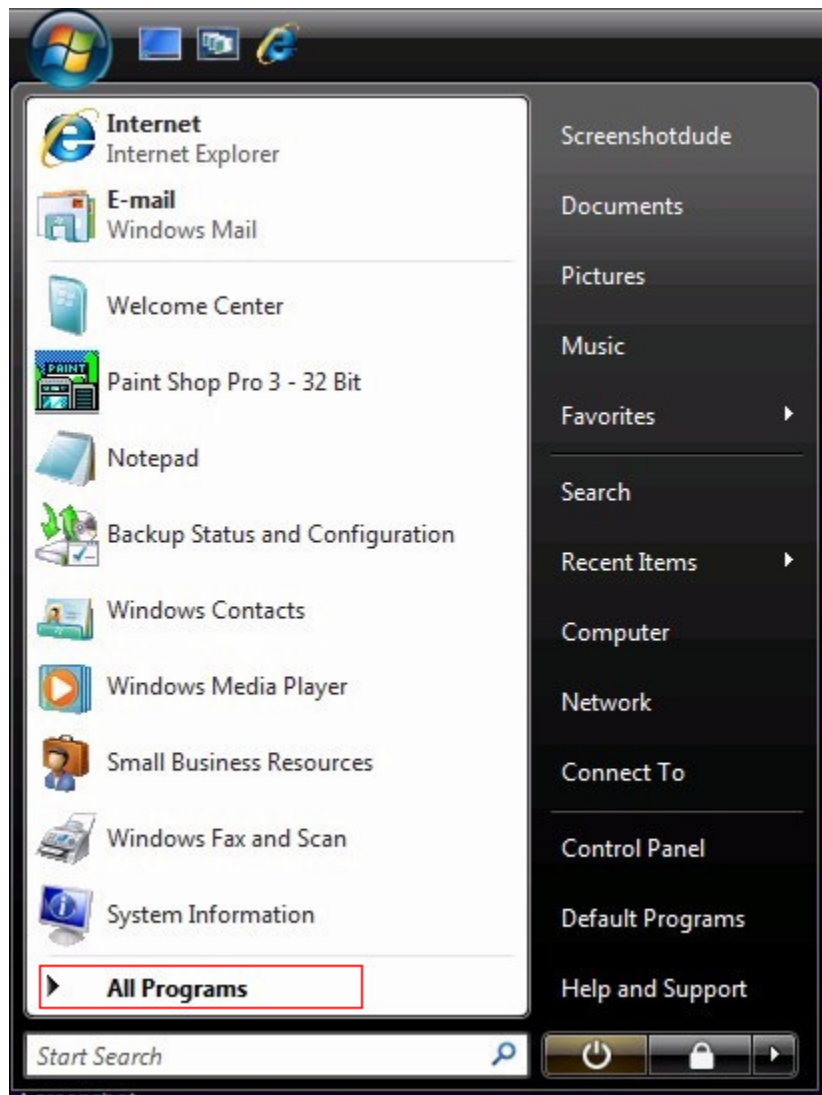 Internet
Internet Explorer
E-mail
Windows Mail
Welcome Center
PAINT
Paint Shop Pro 3 - 32 Bit
Notepad
Backup Status and Configuration
Windows Contacts
Windows Media Player
Small Business Resources
Windows Fax and Scan
System Information
All Programs
Start Search
Screenshotdude
Documents
Pictures
Music
Favorites
Search
Recent Items
Computer
Network
Connect To
Control Panel
Default Programs
Help and Support